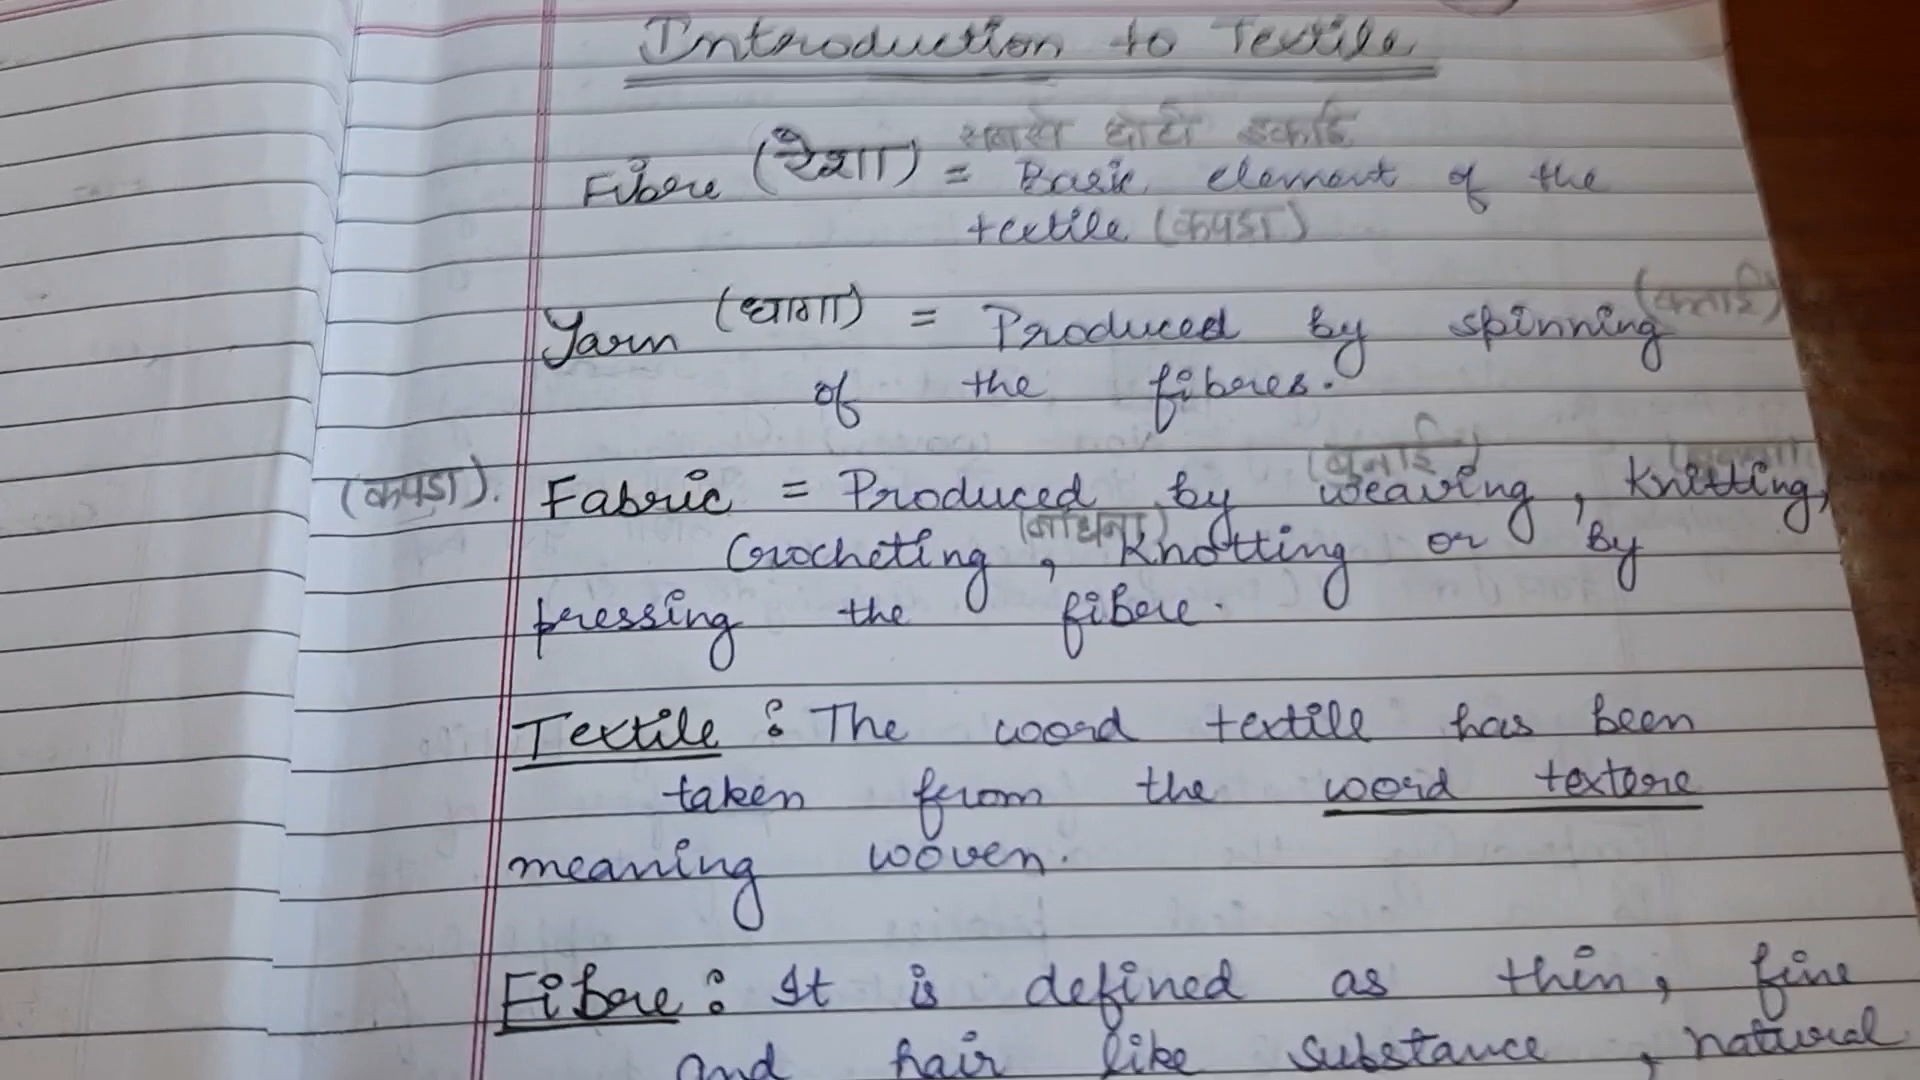 Introduction to Textile
सबसे छोटी इकाई
Fibre (रेशा) = Basic element of the
textile (कपडा)
(कताई)
Yarn (धागा) = Produced by spinning
of the fibres.
(बुनाई)
(कपडा). Fabric = Produced by weaving, Knitting,
(बांधना)
Crocheting, Knotting or by
pressing the fibre.
Textile : The word textile has been
taken from the word textere
meaning woven.
Fibre : It is defined as thin, fine
and hair like substance, natural